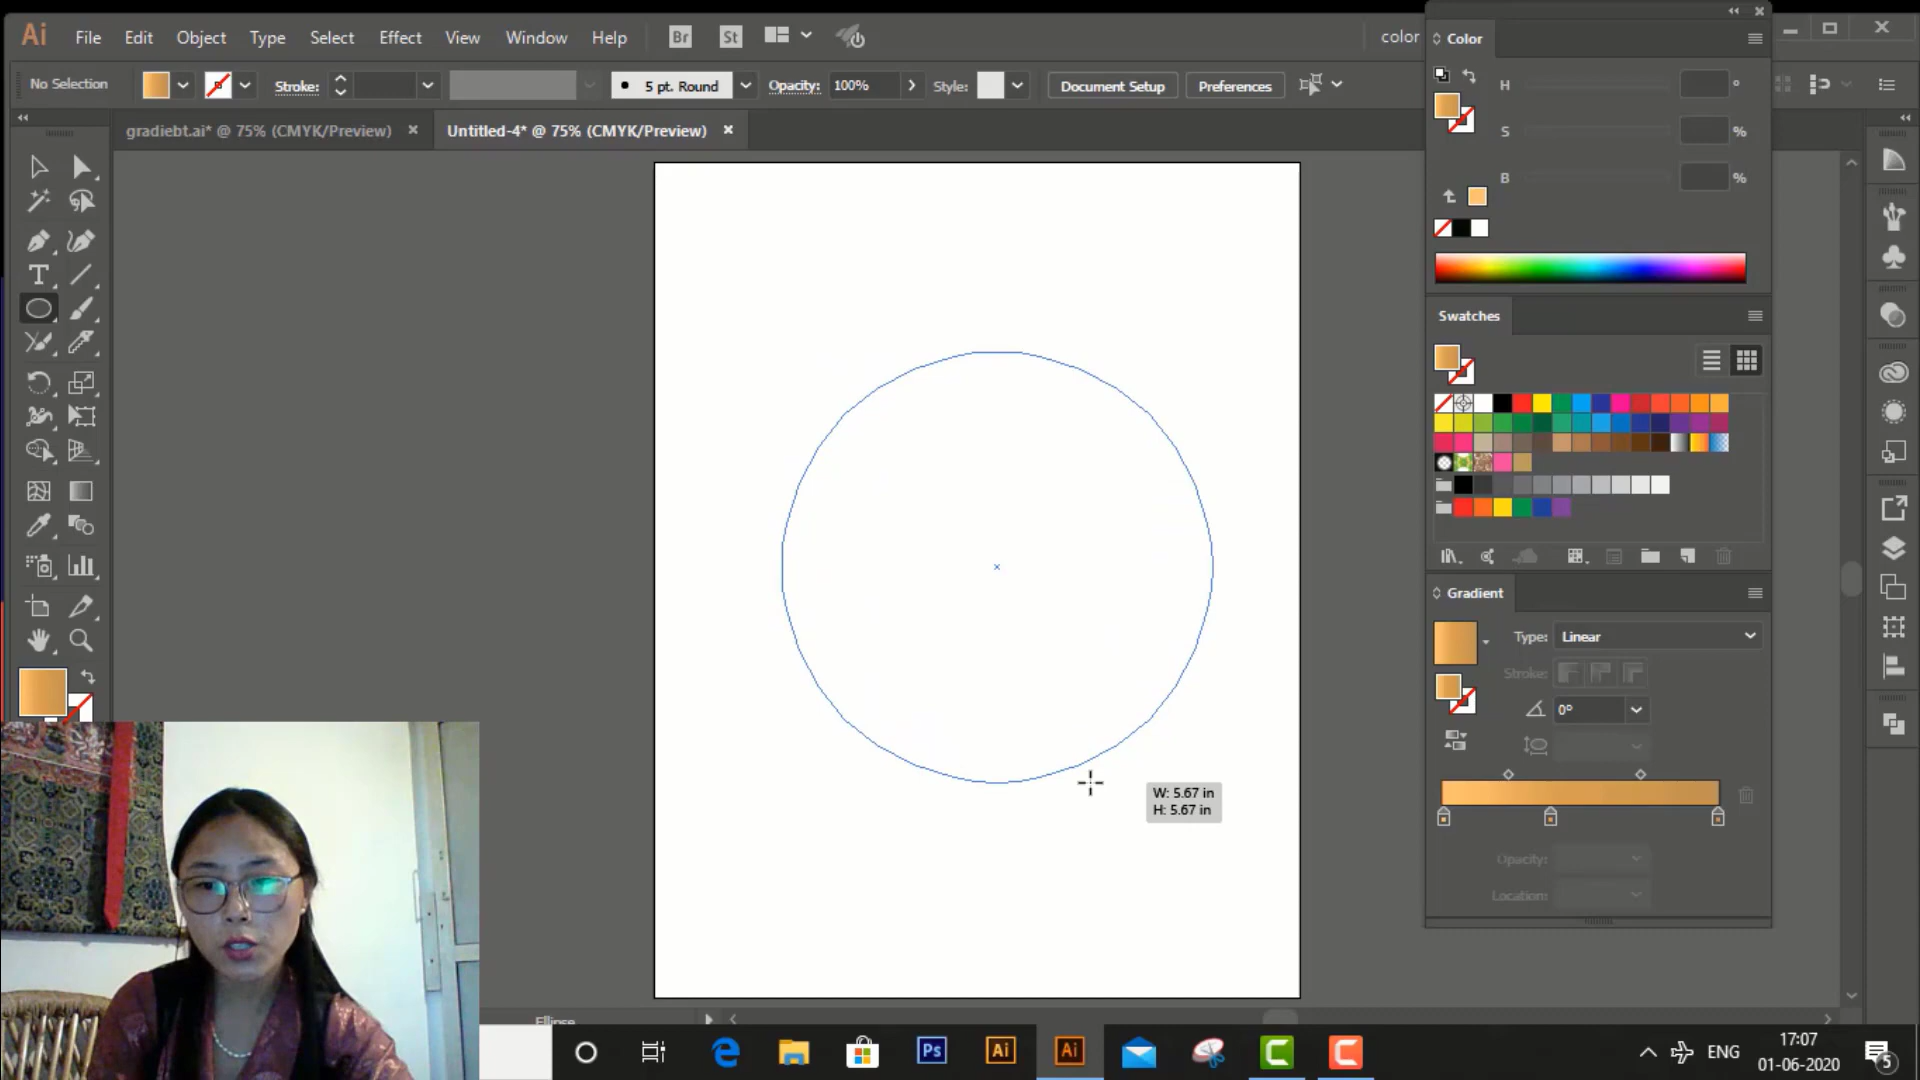 Ai File Edit Object Type Select Effect View Window Help Br St color
No Selection Stroke: 5 pt. Round Opacity: 100% Style: Document Setup Preferences
gradiebt.ai* @ 75% (CMYK/Preview) Untitled-4* @ 75% (CMYK/Preview)
Color
H °
S %
B %
Swatches
Gradient
Type: Linear
Stroke:
0°
Opacity:
Location:
W: 5.67 in
H: 5.67 in
Ellipse
Ps Ai Ai
ENG
17:07
01-06-2020
5